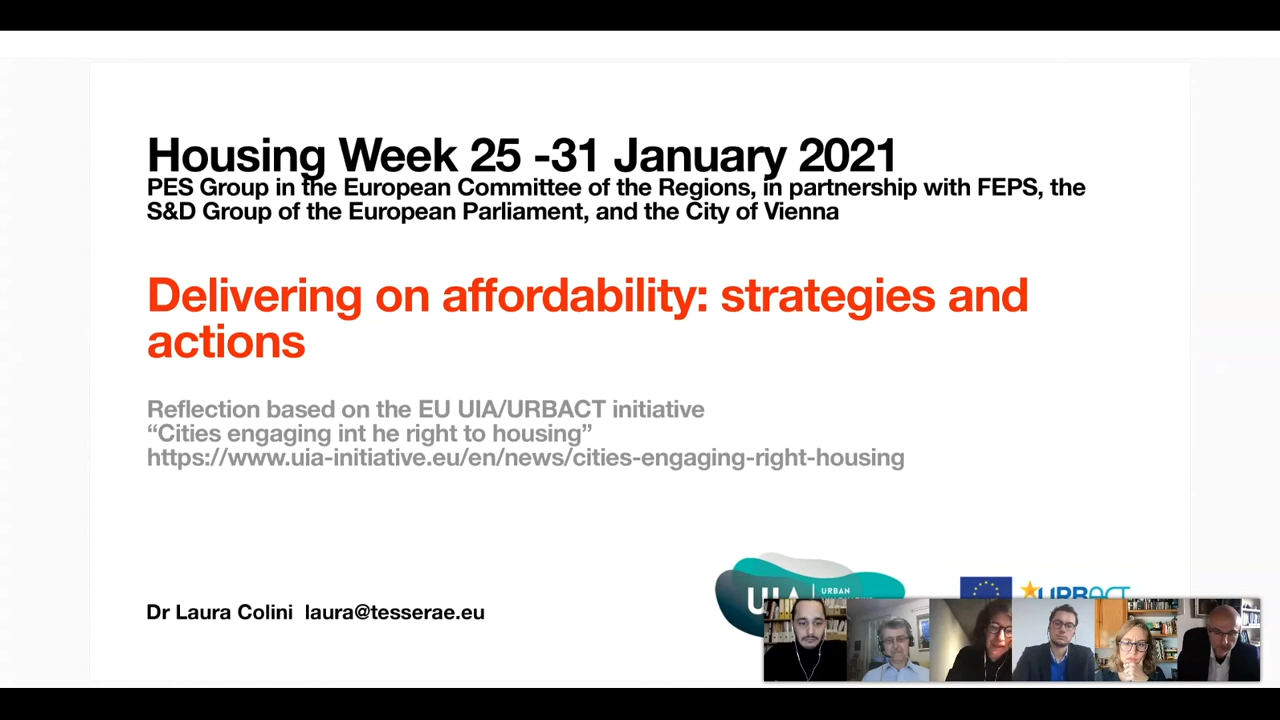 Housing Week 25 -31 January 2021
PES Group in the European Committee of the Regions, in partnership with FEPS, the
S&D Group of the European Parliament, and the City of Vienna
Delivering on affordability: strategies and
actions
Reflection based on the EU UIA/URBACT initiative
“Cities engaging int he right to housing”
https://www.uia-initiative.eu/en/news/cities-engaging-right-housing
UIA URBAN
URBACT
Dr Laura Colini laura@tesserae.eu